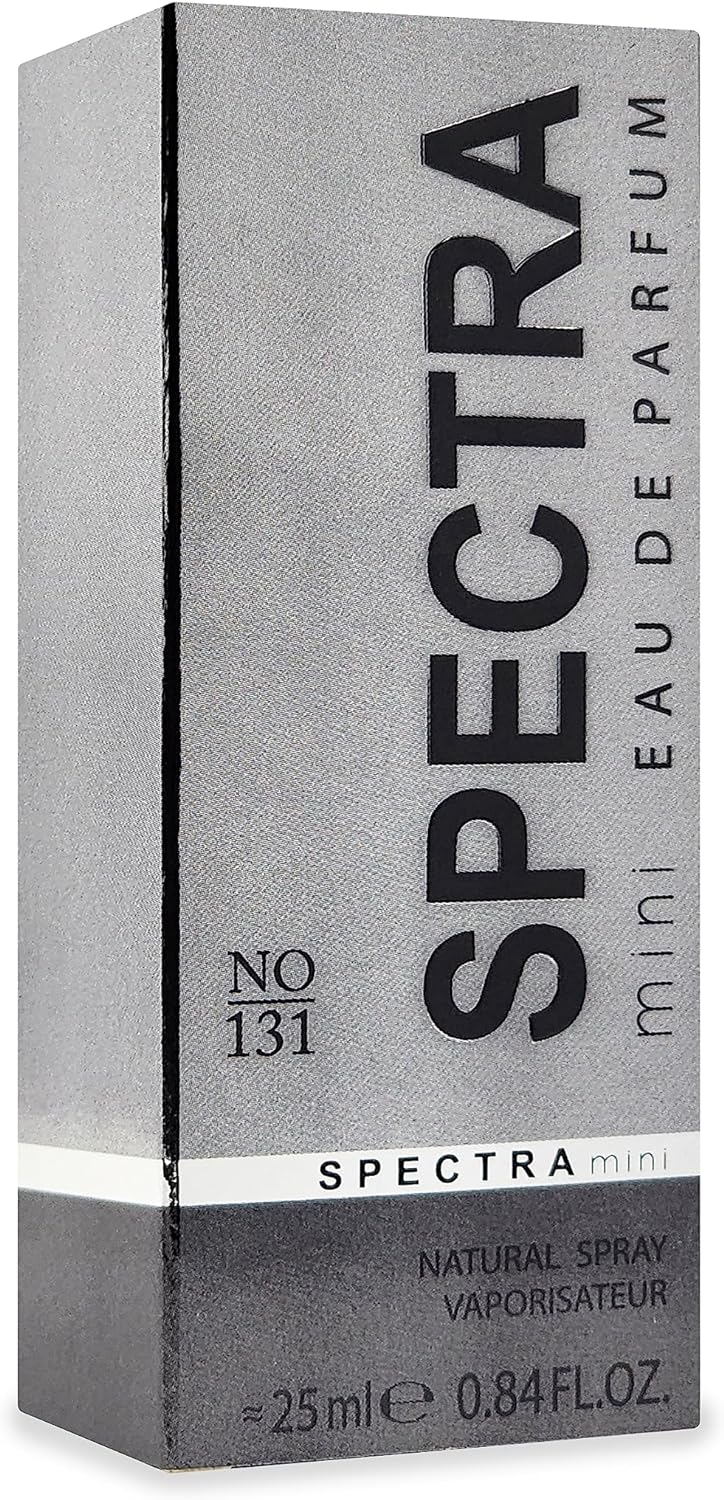 SPECTRA
mini EAU DE PARFUM
NO
131
SPECTRA mini
NATURAL SPRAY
VAPORISATEUR
≈25ml℮ 0.84FL.OZ.